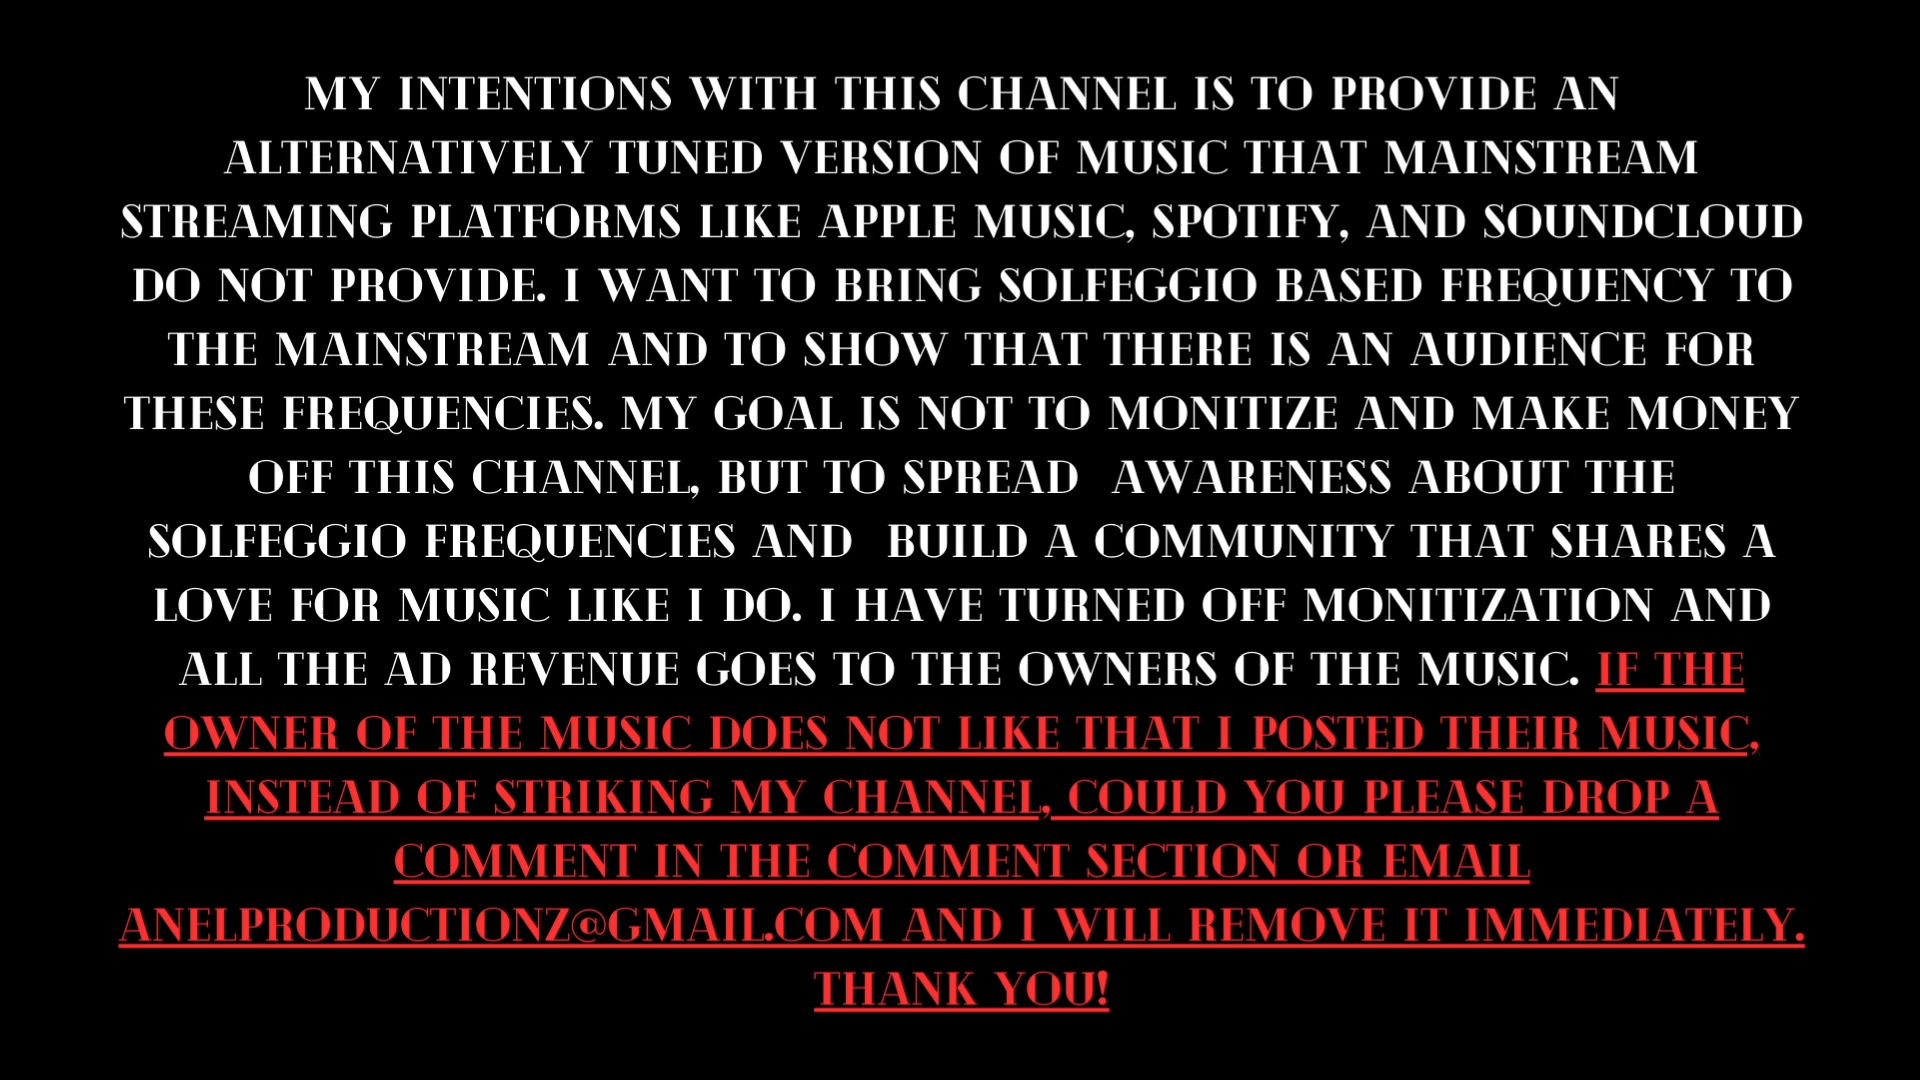 MY INTENTIONS WITH THIS CHANNEL IS TO PROVIDE AN
ALTERNATIVELY TUNED VERSION OF MUSIC THAT MAINSTREAM
STREAMING PLATFORMS LIKE APPLE MUSIC, SPOTIFY, AND SOUNDCLOUD
DO NOT PROVIDE. I WANT TO BRING SOLFEGGIO BASED FREQUENCY TO
THE MAINSTREAM AND TO SHOW THAT THERE IS AN AUDIENCE FOR
THESE FREQUENCIES. MY GOAL IS NOT TO MONITIZE AND MAKE MONEY
OFF THIS CHANNEL, BUT TO SPREAD AWARENESS ABOUT THE
SOLFEGGIO FREQUENCIES AND BUILD A COMMUNITY THAT SHARES A
LOVE FOR MUSIC LIKE I DO. I HAVE TURNED OFF MONITIZATION AND
ALL THE AD REVENUE GOES TO THE OWNERS OF THE MUSIC. IF THE
OWNER OF THE MUSIC DOES NOT LIKE THAT I POSTED THEIR MUSIC,
INSTEAD OF STRIKING MY CHANNEL, COULD YOU PLEASE DROP A
COMMENT IN THE COMMENT SECTION OR EMAIL
ANELPRODUCTIONZ@GMAIL.COM AND I WILL REMOVE IT IMMEDIATELY.
THANK YOU!